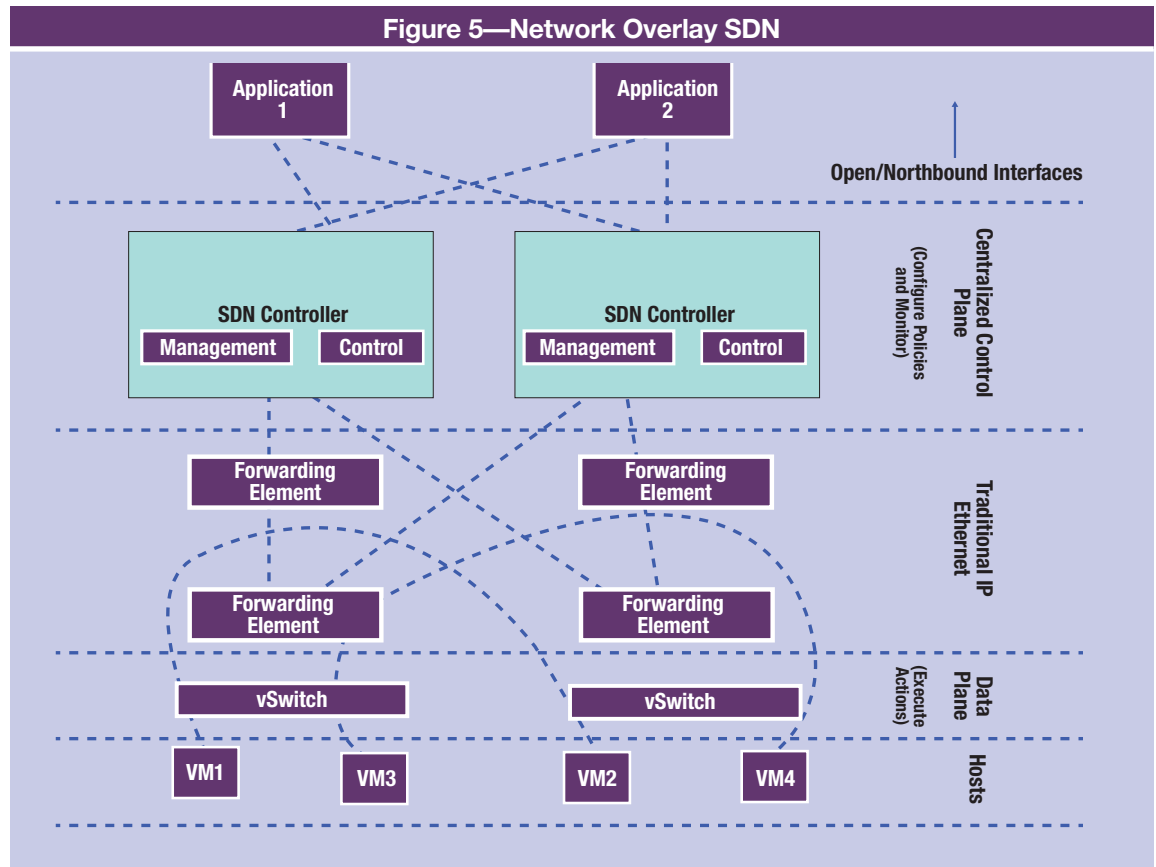 Figure 5—Network Overlay SDN
Application
1
Application
2
Open/Northbound Interfaces
SDN Controller
Management
Control
SDN Controller
Management
Control
Centralized Control
Plane
(Configure Policies
and Monitor)
Forwarding
Element
Forwarding
Element
Forwarding
Element
Forwarding
Element
Traditional IP
Ethernet
vSwitch
vSwitch
Data
Plane
(Execute
Actions)
VM1
VM3
VM2
VM4
Hosts